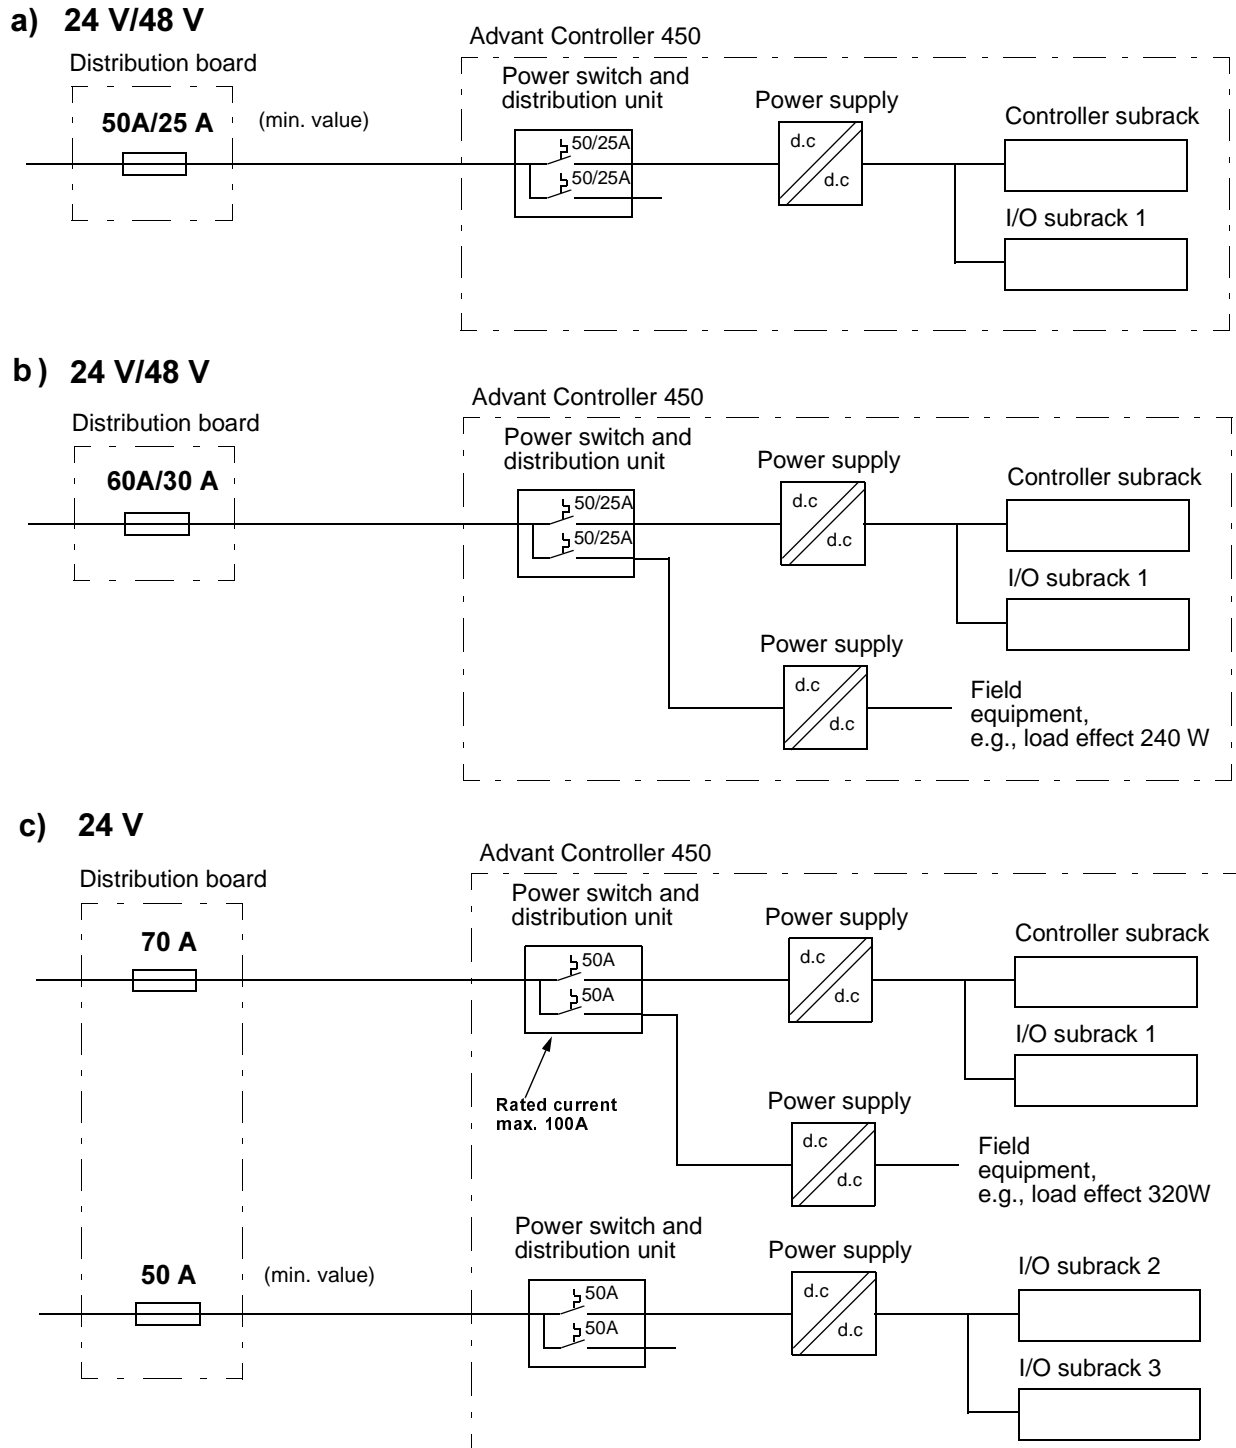 a) 24 V/48 V
Advant Controller 450
Distribution board
Power switch and
distribution unit
Power supply
50A/25 A
(min. value)
Controller subrack
50/25A
50/25A
d.c
d.c
I/O subrack 1
b) 24 V/48 V
Advant Controller 450
Distribution board
Power switch and
distribution unit
Power supply
60A/30 A
Controller subrack
50/25A
50/25A
d.c
d.c
I/O subrack 1
Power supply
d.c
d.c
Field
equipment,
e.g., load effect 240 W
c) 24 V
Advant Controller 450
Distribution board
Power switch and
distribution unit
Power supply
70 A
Controller subrack
50A
50A
d.c
d.c
I/O subrack 1
Rated current
max. 100A
Power supply
d.c
d.c
Field
equipment,
e.g., load effect 320W
Power switch and
distribution unit
Power supply
50 A
(min. value)
I/O subrack 2
50A
50A
d.c
d.c
I/O subrack 3